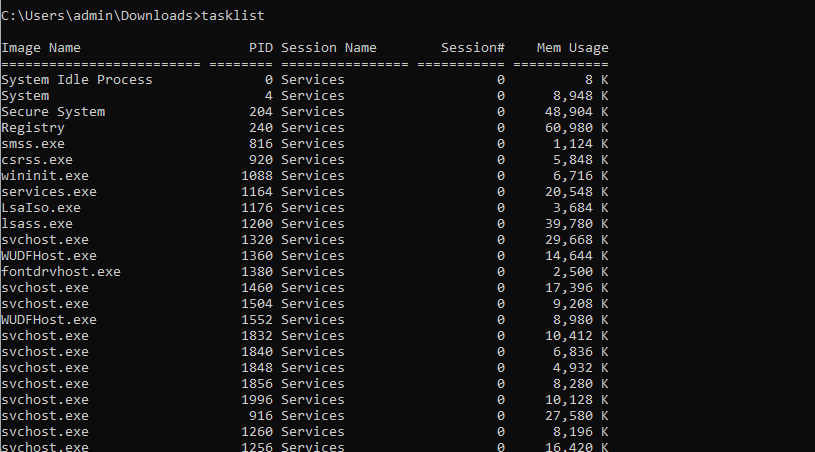 C:\Users\admin\Downloads>tasklist
Image Name                     PID Session Name        Session#    Mem Usage
========================= ======== ================ =========== ============
System Idle Process              0 Services                   0          8 K
System                           4 Services                   0      8,948 K
Secure System                  204 Services                   0     48,904 K
Registry                       240 Services                   0     60,980 K
smss.exe                       816 Services                   0      1,124 K
csrss.exe                      920 Services                   0      5,848 K
wininit.exe                   1088 Services                   0      6,716 K
services.exe                  1164 Services                   0     20,548 K
LsaIso.exe                    1176 Services                   0      3,684 K
lsass.exe                     1200 Services                   0     39,780 K
svchost.exe                   1320 Services                   0     29,668 K
WUDFHost.exe                  1360 Services                   0     14,644 K
fontdrvhost.exe               1380 Services                   0      2,500 K
svchost.exe                   1460 Services                   0     17,396 K
svchost.exe                   1504 Services                   0      9,208 K
WUDFHost.exe                  1552 Services                   0      8,980 K
svchost.exe                   1832 Services                   0     10,412 K
svchost.exe                   1840 Services                   0      6,836 K
svchost.exe                   1848 Services                   0      4,932 K
svchost.exe                   1856 Services                   0      8,280 K
svchost.exe                   1996 Services                   0     10,128 K
svchost.exe                    916 Services                   0     27,580 K
svchost.exe                   1260 Services                   0      8,196 K
svchost.exe                   1256 Services                   0     16,420 K